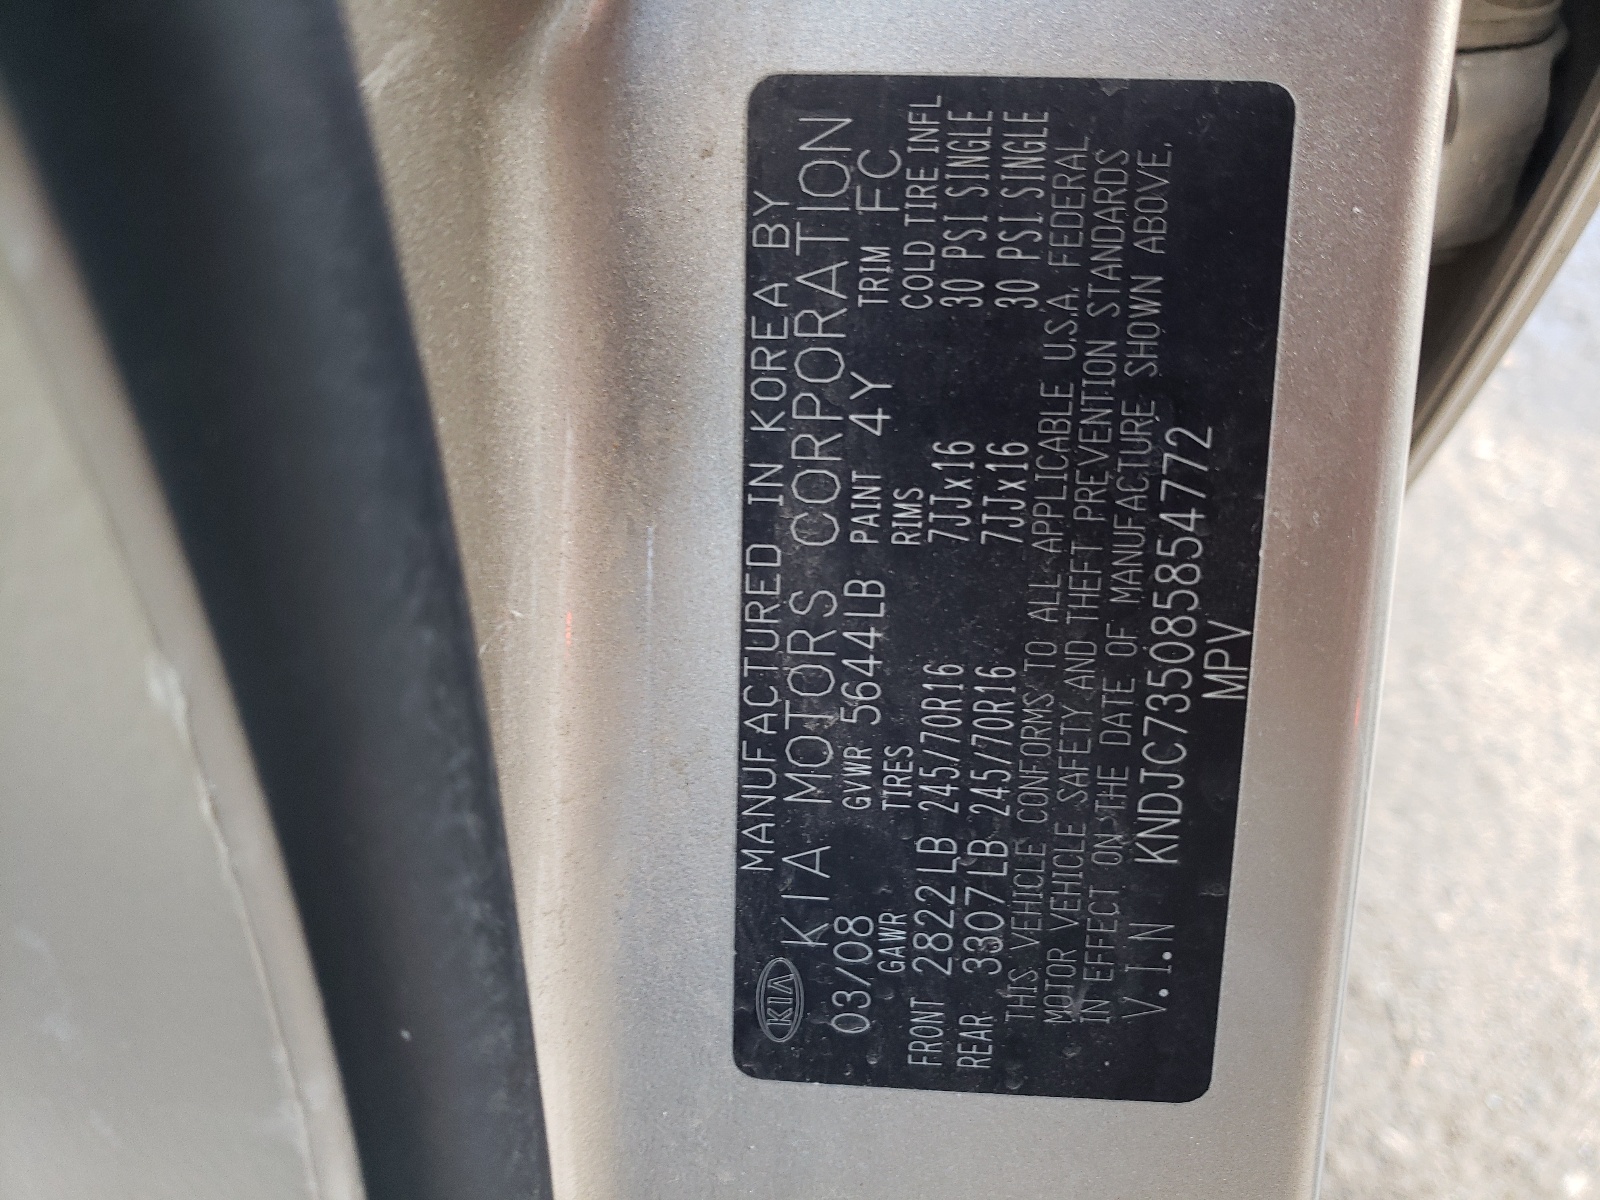 MANUFACTURED IN KOREA BY
KIA KIA MOTORS CORPORATION
03/08 GVWR 5644LB PAINT 4Y TRIM FC
GAWR TIRES RIMS COLD TIRE INFL
FRONT 2822LB 245/70R16 7JJx16 30 PSI SINGLE
REAR 3307LB 245/70R16 7JJx16 30 PSI SINGLE
THIS VEHICLE CONFORMS TO ALL APPLICABLE U.S.A. FEDERAL
MOTOR VEHICLE SAFETY AND THEFT PREVENTION STANDARDS
IN EFFECT ON THE DATE OF MANUFACTURE SHOWN ABOVE.
V.I.N KNDJC735085854772
MPV